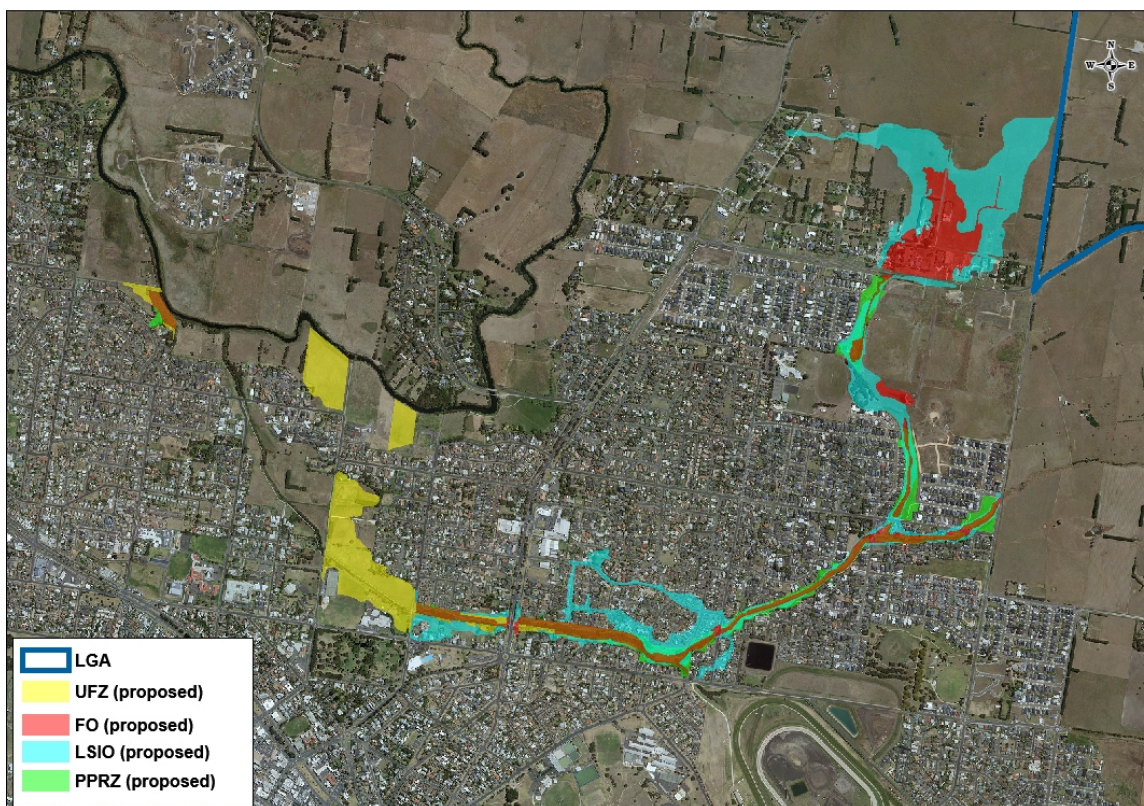 N
W E
S
LGA
UFZ (proposed)
FO (proposed)
LSIO (proposed)
PPRZ (proposed)